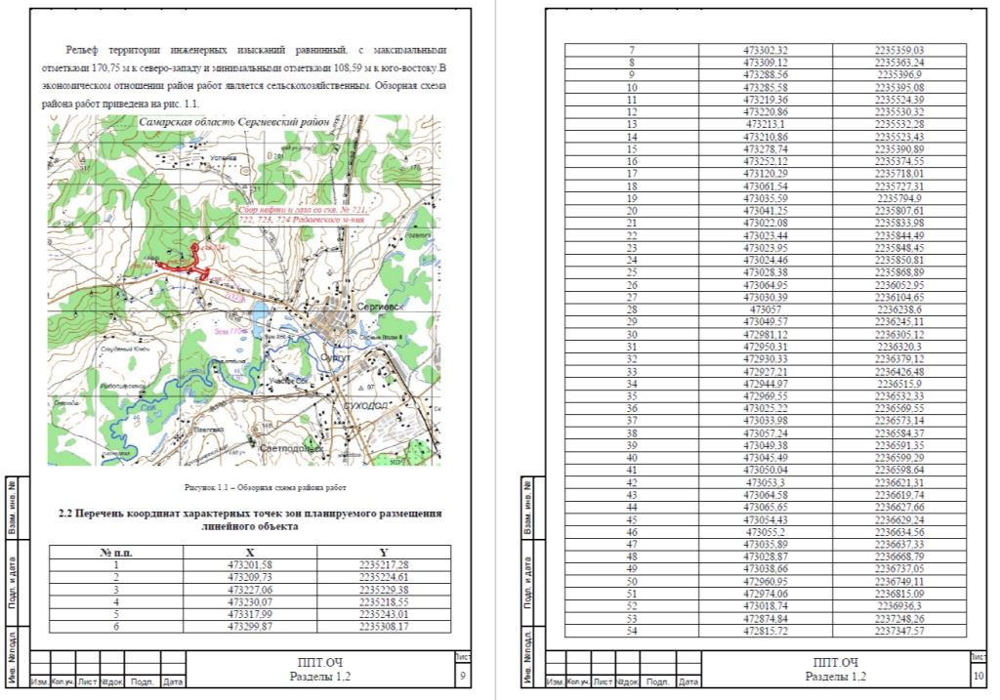 Рельеф территории инженерных изысканий равнинный, с максимальными
отметками 170,75 м к северо-западу и минимальными отметками 108,59 м к юго-востоку.В
экономическом отношении район работ является сельскохозяйственным. Обзорная схема
района работ приведена на рис. 1.1.
Самарская область Сергиевский район
Успенка
Сбор нефти и газа со скв. № 721,
722, 723, 724 Радаевского м-ния
Сергиевск
Студеный Ключ
Сургут
Участок Сок
Сок
97
СУХОДОЛ
Павловка
Светлодольск
Рисунок 1.1 – Обзорная схема района работ
2.2 Перечень координат характерных точек зон планируемого размещения
линейного объекта
№ п.п. X Y
1 473201,58 2235217,28
2 473209,73 2235224,61
3 473227,06 2235229,38
4 473230,07 2235218,55
5 473317,99 2235243,01
6 473299,87 2235308,17
Взам. инв. №
Подп. и дата
Инв. №подл.
Изм. Кол.уч. Лист №док. Подп. Дата
ППТ.ОЧ
Разделы 1,2
Лист
9
7 473302,32 2235359,03
8 473309,12 2235363,24
9 473288,56 2235396,9
10 473285,58 2235395,08
11 473219,36 2235524,39
12 473220,86 2235530,32
13 473213,1 2235532,28
14 473210,86 2235523,43
15 473278,74 2235390,89
16 473252,12 2235374,55
17 473120,29 2235718,01
18 473061,54 2235727,31
19 473035,59 2235794,9
20 473041,25 2235807,61
21 473022,08 2235833,98
22 473023,44 2235844,49
23 473023,95 2235848,45
24 473024,46 2235850,81
25 473028,38 2235868,89
26 473064,95 2236052,95
27 473030,39 2236104,65
28 473057 2236238,6
29 473049,57 2236245,11
30 472981,12 2236305,12
31 472950,31 2236320,3
32 472930,33 2236379,12
33 472927,21 2236426,48
34 472944,97 2236515,9
35 472969,55 2236532,33
36 473025,22 2236569,55
37 473033,98 2236573,14
38 473057,24 2236584,37
39 473049,38 2236591,35
40 473045,49 2236599,29
41 473050,04 2236598,64
42 473053,3 2236621,31
43 473064,58 2236619,74
44 473065,65 2236627,66
45 473054,43 2236629,24
46 473055,2 2236634,56
47 473035,89 2236637,33
48 473028,87 2236668,79
49 473038,66 2236737,05
50 472960,95 2236749,11
51 472974,06 2236815,09
52 473018,74 2236936,3
53 472874,84 2237248,26
54 472815,72 2237347,57
Взам. инв. №
Подп. и дата
Инв. №подл.
Изм. Кол.уч. Лист №док. Подп. Дата
ППТ.ОЧ
Разделы 1,2
Лист
10